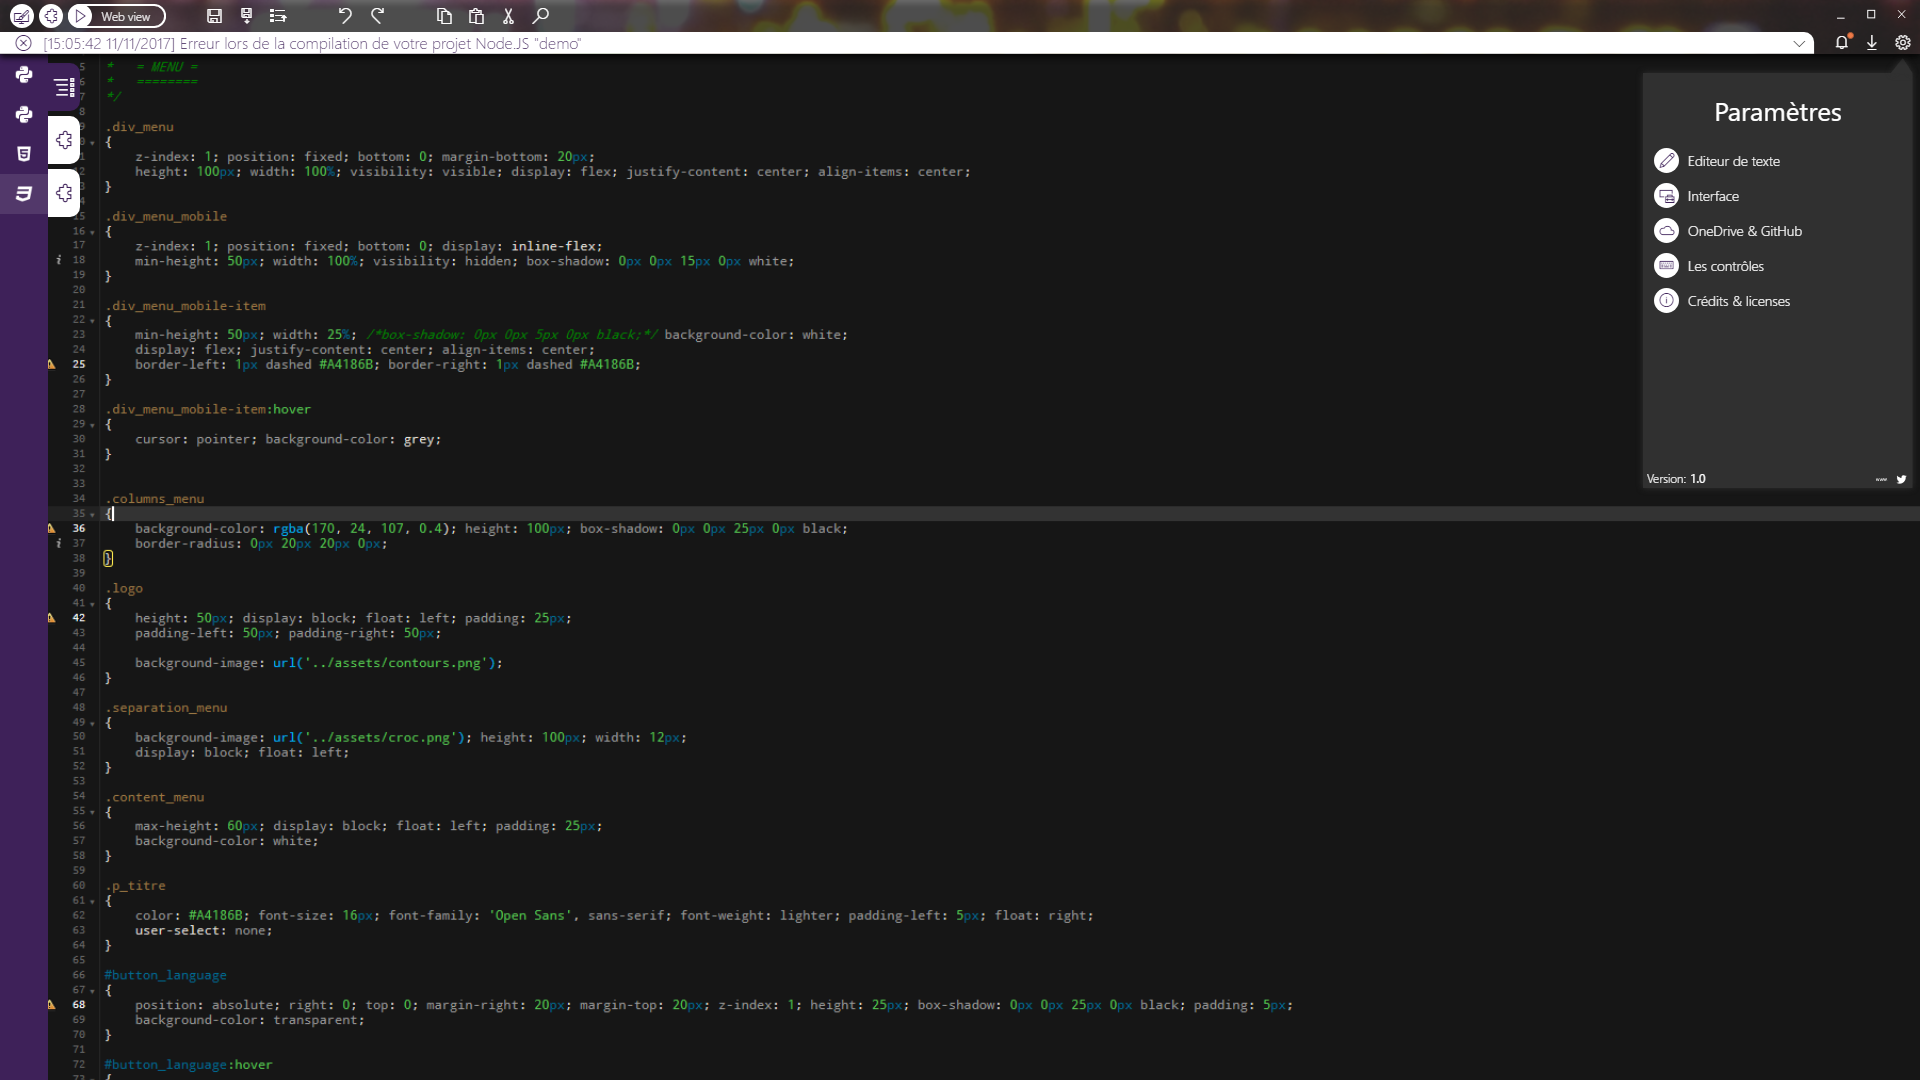 Web view
[15:05:42 11/11/2017] Erreur lors de la compilation de votre projet Node.JS "demo"
5 * = MENU =
6 * ========
7 */
8
9 .div_menu
0 {
1 z-index: 1; position: fixed; bottom: 0; margin-bottom: 20px;
2 height: 100px; width: 100%; visibility: visible; display: flex; justify-content: center; align-items: center;
3 }
4
15 .div_menu_mobile
16 {
17 z-index: 1; position: fixed; bottom: 0; display: inline-flex;
i 18 min-height: 50px; width: 100%; visibility: hidden; box-shadow: 0px 0px 15px 0px white;
19 }
20
21 .div_menu_mobile-item
22 {
23 min-height: 50px; width: 25%; /*box-shadow: 0px 0px 5px 0px black;*/ background-color: white;
24 display: flex; justify-content: center; align-items: center;
25 border-left: 1px dashed #A4186B; border-right: 1px dashed #A4186B;
26 }
27
28 .div_menu_mobile-item:hover
29 {
30 cursor: pointer; background-color: grey;
31 }
32
33
34 .columns_menu
35 {
36 background-color: rgba(170, 24, 107, 0.4); height: 100px; box-shadow: 0px 0px 25px 0px black;
i 37 border-radius: 0px 20px 20px 0px;
38 }
39
40 .logo
41 {
42 height: 50px; display: block; float: left; padding: 25px;
43 padding-left: 50px; padding-right: 50px;
44
45 background-image: url('../assets/contours.png');
46 }
47
48 .separation_menu
49 {
50 background-image: url('../assets/croc.png'); height: 100px; width: 12px;
51 display: block; float: left;
52 }
53
54 .content_menu
55 {
56 max-height: 60px; display: block; float: left; padding: 25px;
57 background-color: white;
58 }
59
60 .p_titre
61 {
62 color: #A4186B; font-size: 16px; font-family: 'Open Sans', sans-serif; font-weight: lighter; padding-left: 5px; float: right;
63 user-select: none;
64 }
65
66 #button_language
67 {
68 position: absolute; right: 0; top: 0; margin-right: 20px; margin-top: 20px; z-index: 1; height: 25px; box-shadow: 0px 0px 25px 0px black; padding: 5px;
69 background-color: transparent;
70 }
71
72 #button_language:hover
73 {
Paramètres
Editeur de texte
Interface
OneDrive & GitHub
Les contrôles
Crédits & licenses
Version: 1.0